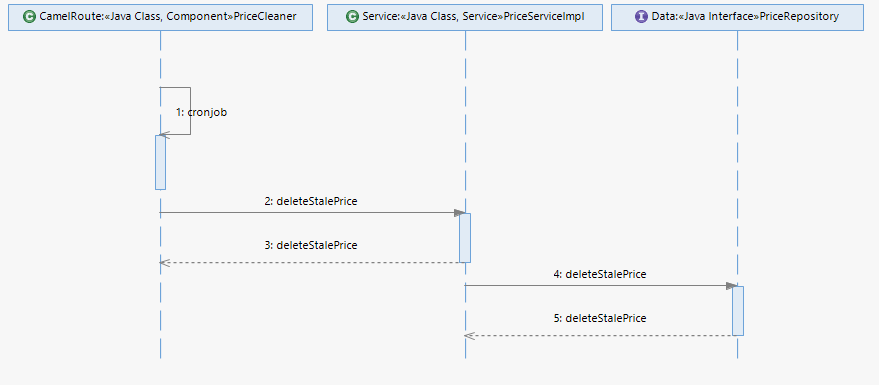 C CamelRoute:«Java Class, Component»PriceCleaner
C Service:«Java Class, Service»PriceServiceImpl
I Data:«Java Interface»PriceRepository
1: cronjob
2: deleteStalePrice
3: deleteStalePrice
4: deleteStalePrice
5: deleteStalePrice